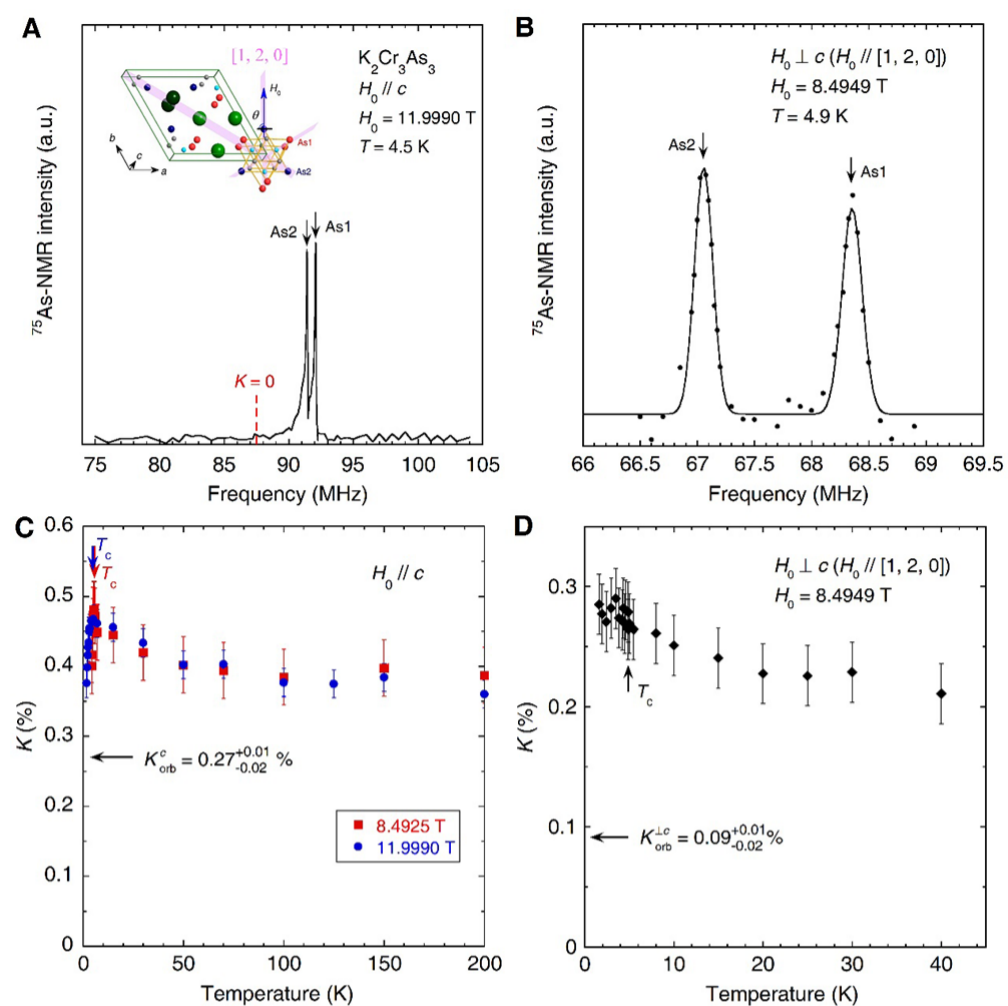 A
[1, 2, 0]
H₀
θ
As1
As2
b
c
a
K₂Cr₃As₃
H₀ // c
H₀ = 11.9990 T
T = 4.5 K
As2
As1
K = 0
⁷⁵As-NMR intensity (a.u.)
75 80 85 90 95 100 105
Frequency (MHz)
B
H₀ ⊥ c (H₀ // [1, 2, 0])
H₀ = 8.4949 T
T = 4.9 K
As2
As1
⁷⁵As-NMR intensity (a.u.)
66 66.5 67 67.5 68 68.5 69 69.5
Frequency (MHz)
C
0.6
0.5
0.4
0.3
0.2
0.1
0
K (%)
T_c
T_c
H₀ // c
K^c_orb = 0.27 +0.01 -0.02 %
8.4925 T
11.9990 T
0 50 100 150 200
Temperature (K)
D
0.3
0.2
0.1
0
K (%)
H₀ ⊥ c (H₀ // [1, 2, 0])
H₀ = 8.4949 T
T_c
K^⊥c_orb = 0.09 +0.01 -0.02 %
0 10 20 30 40
Temperature (K)